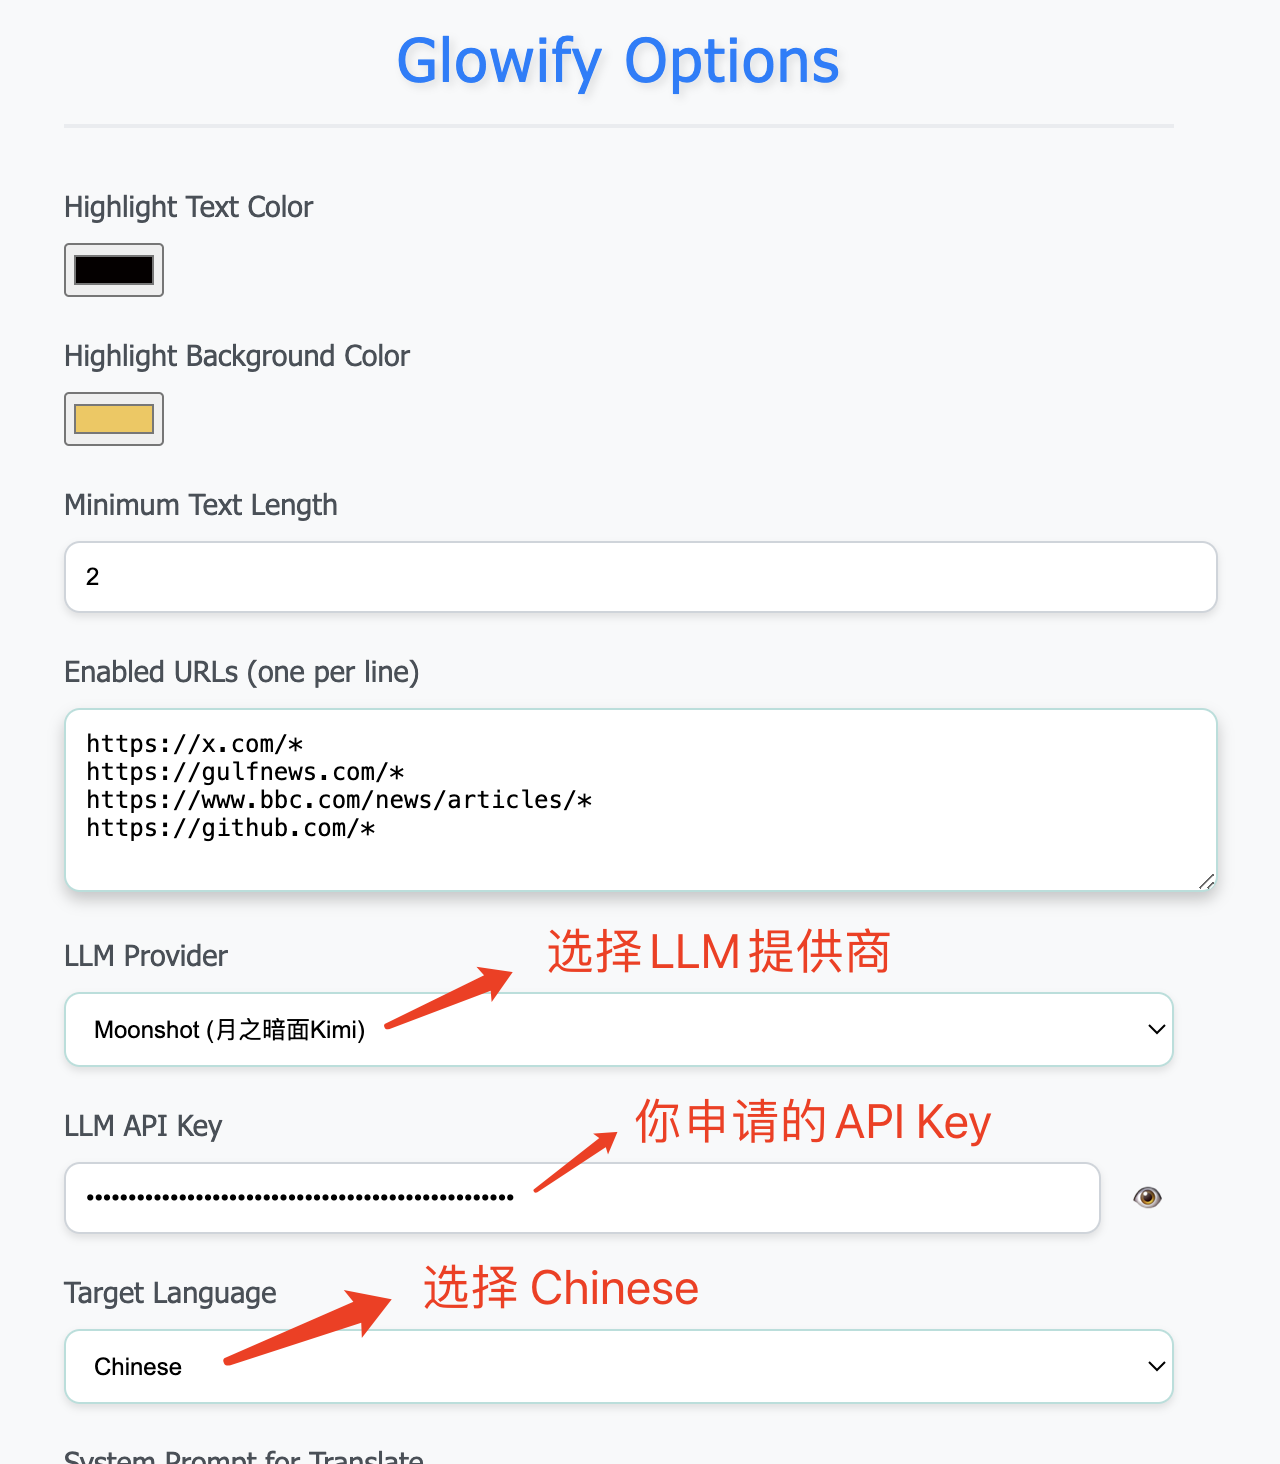 Glowify Options
Highlight Text Color
Highlight Background Color
Minimum Text Length
2
Enabled URLs (one per line)
https://x.com/*
https://gulfnews.com/*
https://www.bbc.com/news/articles/*
https://github.com/*
LLM Provider
选择LLM提供商
Moonshot (月之暗面Kimi)
LLM API Key
你申请的API Key
Target Language
选择 Chinese
Chinese
System Prompt for Translate